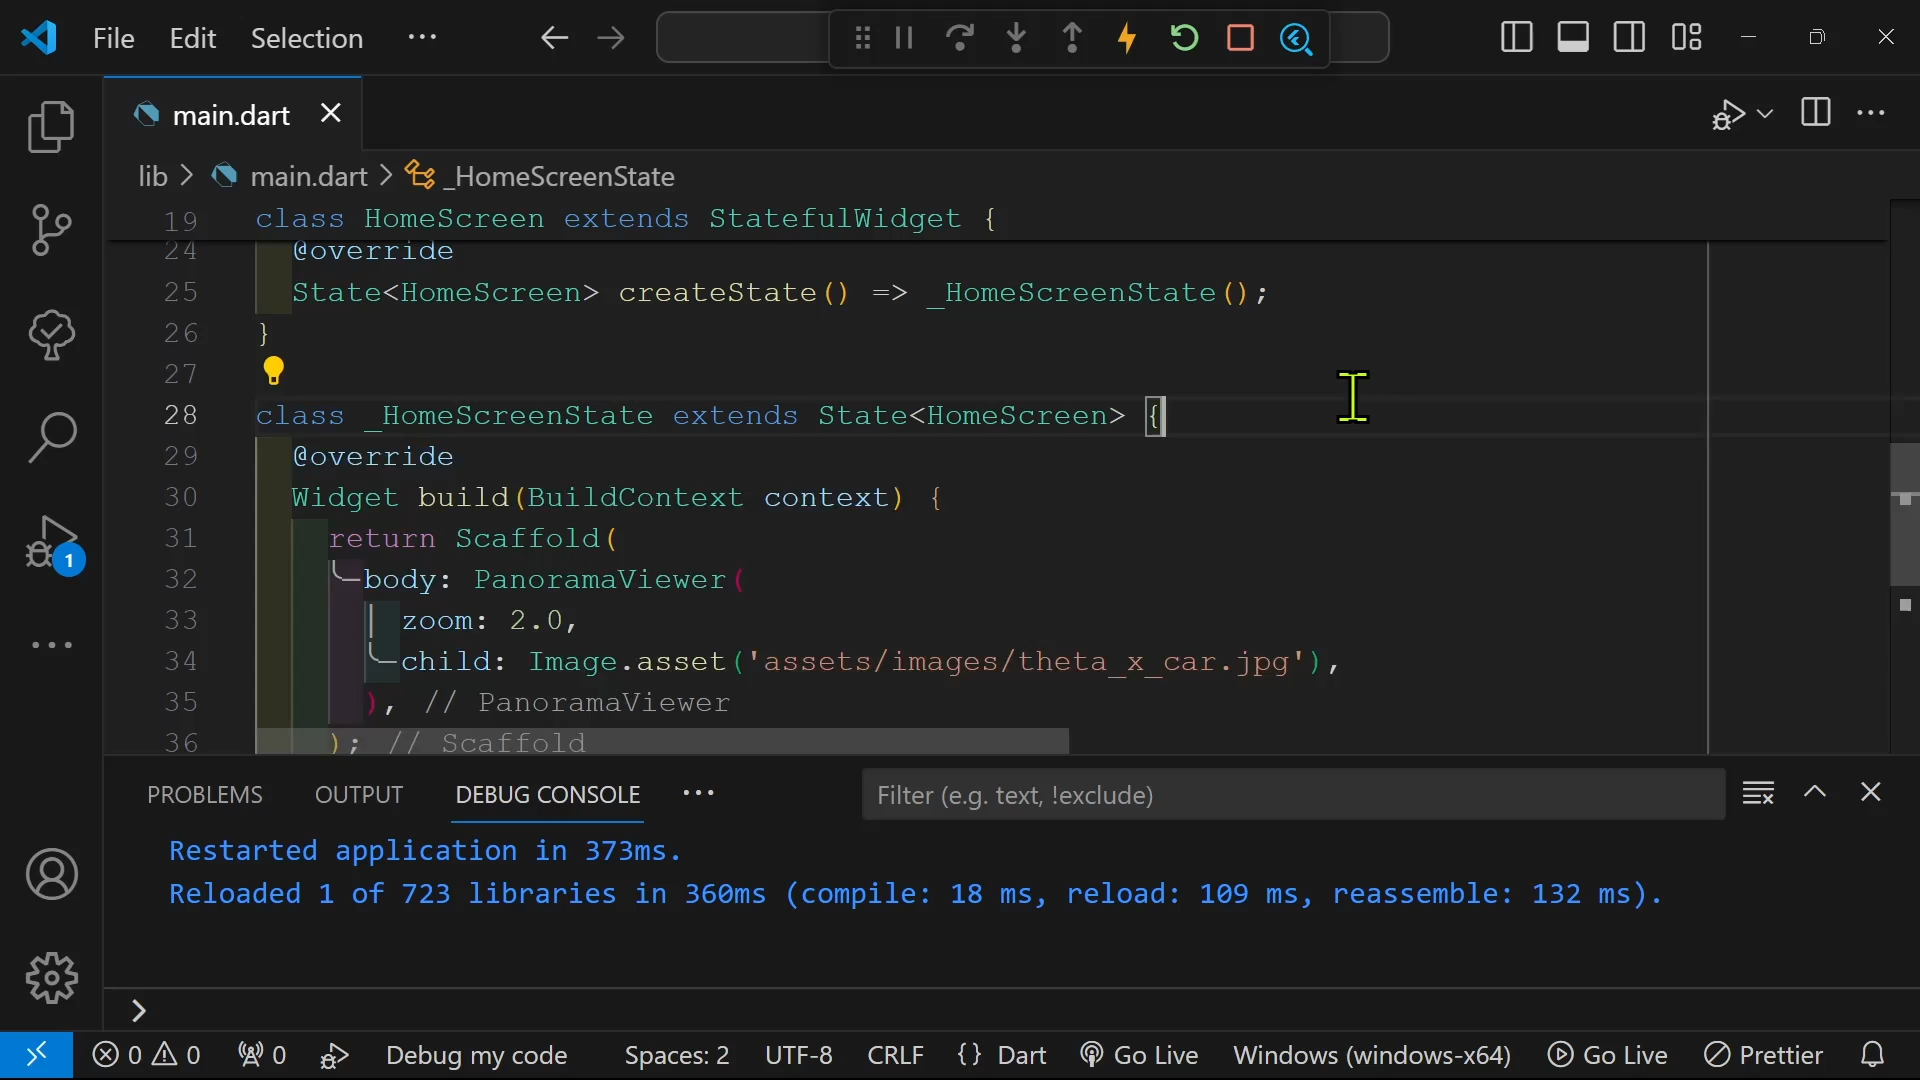 File Edit Selection ···
main.dart
lib > main.dart > _HomeScreenState
19 class HomeScreen extends StatefulWidget {
24 @override
25 State<HomeScreen> createState() => _HomeScreenState();
26 }
27
28 class _HomeScreenState extends State<HomeScreen> {
29 @override
30 Widget build(BuildContext context) {
31 return Scaffold(
32 body: PanoramaViewer(
33 zoom: 2.0,
34 child: Image.asset('assets/images/theta_x_car.jpg'),
35 ), // PanoramaViewer
36 ); // Scaffold
1
PROBLEMS OUTPUT DEBUG CONSOLE ··· Filter (e.g. text, !exclude)
Restarted application in 373ms.
Reloaded 1 of 723 libraries in 360ms (compile: 18 ms, reload: 109 ms, reassemble: 132 ms).
>
0 0 0 Debug my code Spaces: 2 UTF-8 CRLF {} Dart Go Live Windows (windows-x64) Go Live Prettier